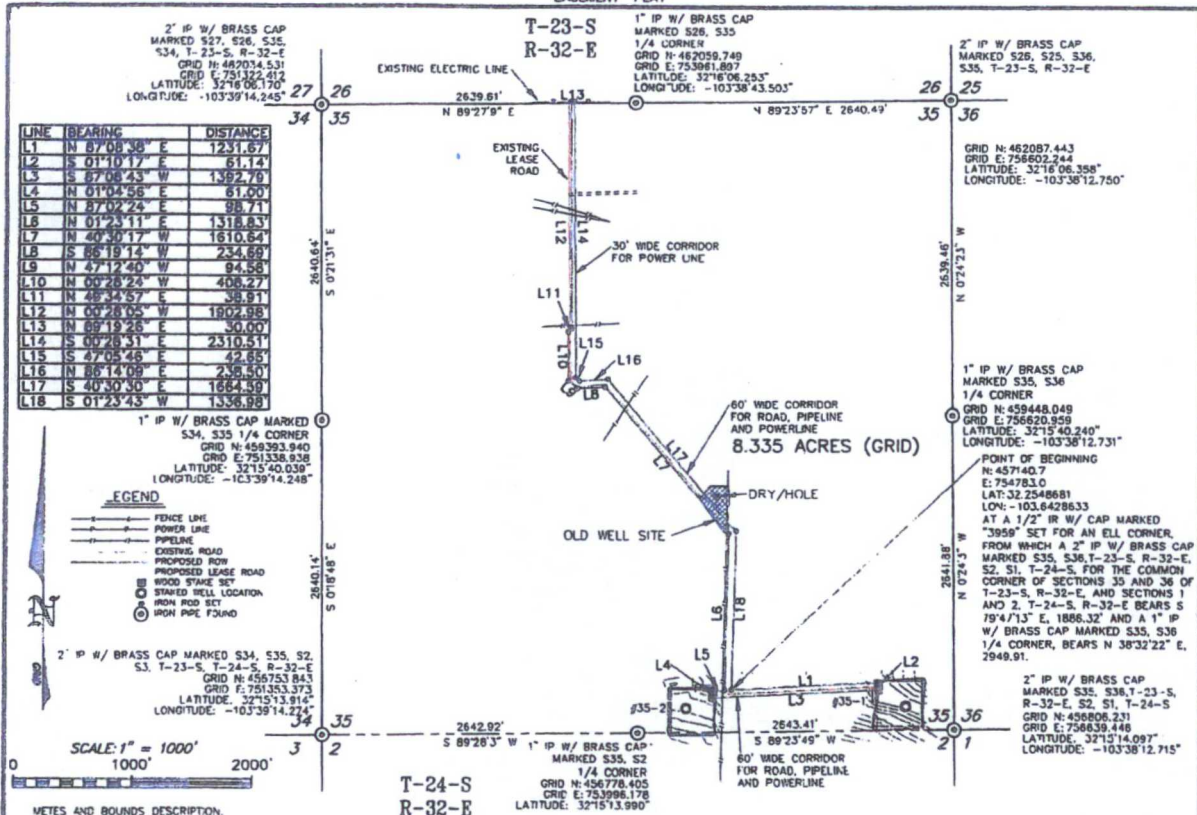 T-23-S
R-32-E
2" IP W/ BRASS CAP
MARKED S27, S26, S35,
S34, T-23-S, R-32-E
GRID N: 462034.531
GRID E: 751322.412
LATITUDE: 32°16'06.170"
LONGITUDE: -103°39'14.245"
1" IP W/ BRASS CAP
MARKED S26, S35
1/4 CORNER
GRID N: 462059.749
GRID E: 753961.897
LATITUDE: 32°16'06.253"
LONGITUDE: -103°38'43.503"
2" IP W/ BRASS CAP
MARKED S26, S25, S36,
S35, T-23-S, R-32-E
EXISTING ELECTRIC LINE
27 26
34 35
2639.61'
N 89°27'9" E
L13
N 89°23'57" E 2640.49'
26 25
35 36
GRID N: 462087.443
GRID E: 756602.244
LATITUDE: 32°16'06.358"
LONGITUDE: -103°38'12.750"
LINE BEARING DISTANCE
L1 N 87°08'38" E 1231.67'
L2 S 01°10'17" E 61.14'
L3 S 87°08'43" W 1392.79'
L4 N 01°04'56" E 61.00'
L5 N 87°02'24" E 98.71'
L6 N 01°23'11" E 1318.83'
L7 N 40°30'17" W 1610.64'
L8 S 86°19'14" W 234.69'
L9 N 47°12'40" W 94.58'
L10 N 00°28'24" W 406.27'
L11 N 46°34'57" E 38.91'
L12 N 00°28'05" W 1902.98'
L13 N 89°19'26" E 30.00'
L14 S 00°28'31" E 2310.51'
L15 S 47°05'46" E 42.65'
L16 N 86°14'09" E 238.50'
L17 S 40°30'30" E 1664.59'
L18 S 01°23'43" W 1336.98'
EXISTING
LEASE
ROAD
L12
L14
30' WIDE CORRIDOR
FOR POWER LINE
2640.64'
S 0°21'31" E
2639.46'
N 0°24'23" W
L11
L10
L15
L16
L9
L8
1" IP W/ BRASS CAP MARKED
S34, S35 1/4 CORNER
GRID N: 459393.940
GRID E: 751338.938
LATITUDE: 32°15'40.039"
LONGITUDE: -103°39'14.248"
1" IP W/ BRASS CAP
MARKED S35, S36
1/4 CORNER
GRID N: 459448.049
GRID E: 756620.959
LATITUDE: 32°15'40.240"
LONGITUDE: -103°38'12.731"
60' WIDE CORRIDOR
FOR ROAD, PIPELINE
AND POWERLINE
8.335 ACRES (GRID)
L17
L7
DRY/HOLE
OLD WELL SITE
LEGEND
FENCE LINE
POWER LINE
PIPELINE
EXISTING ROAD
PROPOSED ROW
PROPOSED LEASE ROAD
WOOD STAKE SET
STAKED WELL LOCATION
IRON ROD SET
IRON PIPE FOUND
GRID
2640.14'
S 0°18'48" E
2641.88'
N 0°24'3" W
POINT OF BEGINNING
N: 457140.7
E: 754783.0
LAT: 32.2548681
LON: -103.6428633
AT A 1/2" IR W/ CAP MARKED
"3959" SET FOR AN ELL CORNER,
FROM WHICH A 2" IP W/ BRASS CAP
MARKED S35, S36, T-23-S, R-32-E,
S2, S1, T-24-S, FOR THE COMMON
CORNER OF SECTIONS 35 AND 36 OF
T-23-S, R-32-E, AND SECTIONS 1
AND 2, T-24-S, R-32-E BEARS S
79°47'13" E, 1886.32' AND A 1" IP
W/ BRASS CAP MARKED S35, S36
1/4 CORNER, BEARS N 38°32'22" E,
2949.91.
L6
L18
L4
L5
L1
L2
L3
#35-2
#35-1
2" IP W/ BRASS CAP MARKED S34, S35, S2,
S3, T-23-S, T-24-S, R-32-E
GRID N: 456753.843
GRID E: 751353.373
LATITUDE: 32°15'13.914"
LONGITUDE: -103°39'14.274"
2" IP W/ BRASS CAP
MARKED S35, S36, T-23-S,
R-32-E, S2, S1, T-24-S
GRID N: 456806.231
GRID E: 756639.446
LATITUDE: 32°15'14.097"
LONGITUDE: -103°38'12.715"
34 35
3 2
35 36
2 1
2642.92'
S 89°28'3" W
2643.41'
S 89°23'49" W
1" IP W/ BRASS CAP
MARKED S35, S2
1/4 CORNER
GRID N: 456778.405
GRID E: 753996.178
LATITUDE: 32°15'13.990"
60' WIDE CORRIDOR
FOR ROAD, PIPELINE
AND POWERLINE
SCALE: 1" = 1000'
0 1000' 2000'
T-24-S
R-32-E
METES AND BOUNDS DESCRIPTION.